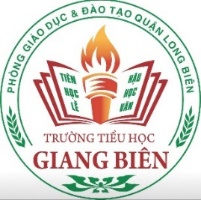 PHÒNG GIÁO DỤC & ĐÀO TẠO QUẬN LONG BIÊN
TIÊN HỌC LỄ
HẬU HỌC VĂN
TRƯỜNG TIỂU HỌC
GIANG BIÊN